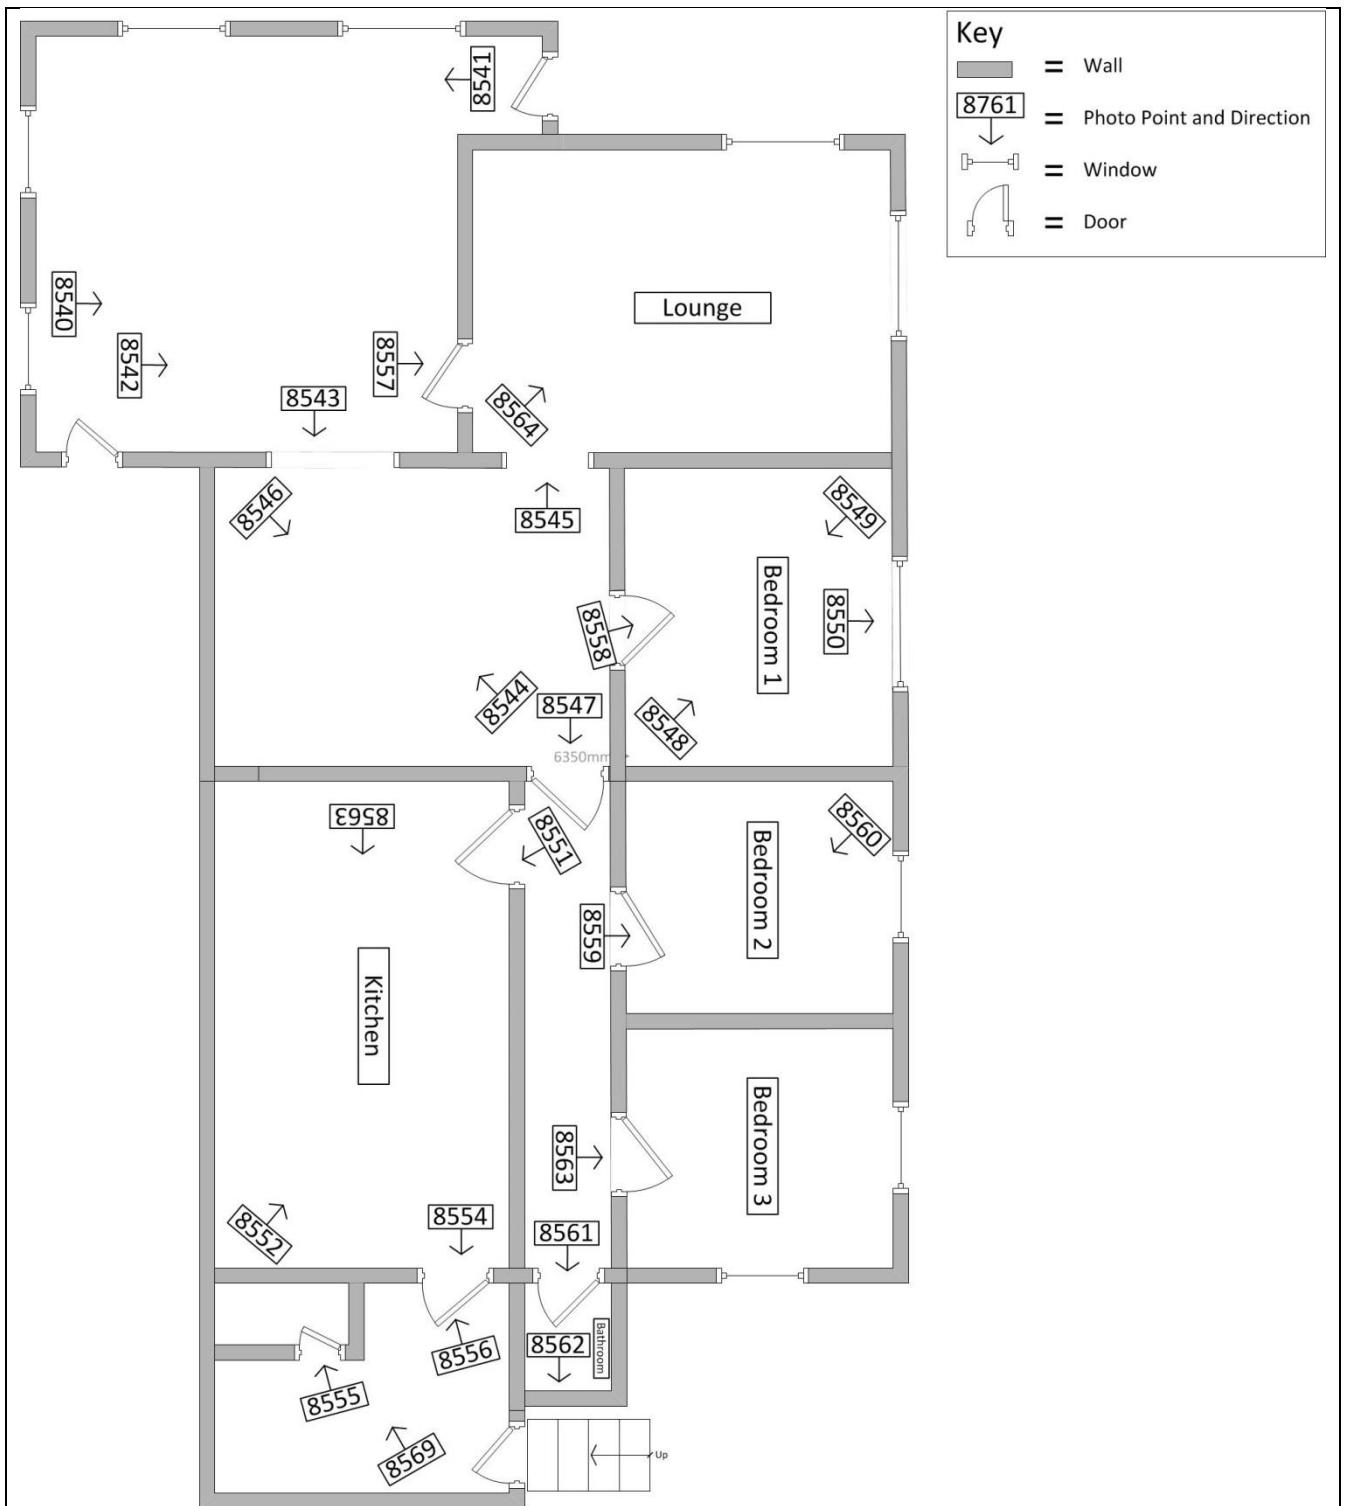 Key
= Wall
8761 = Photo Point and Direction
= Window
= Door
8541
8540
8542
8557
8543
8564
Lounge
8546
8545
8549
Bedroom 1
8550
8558
8544
8547
8548
6350mm
8563
8551
8560
Bedroom 2
8559
Kitchen
8563
Bedroom 3
8552
8554
8561
8556
8562
Bathroom
8555
8569
Up